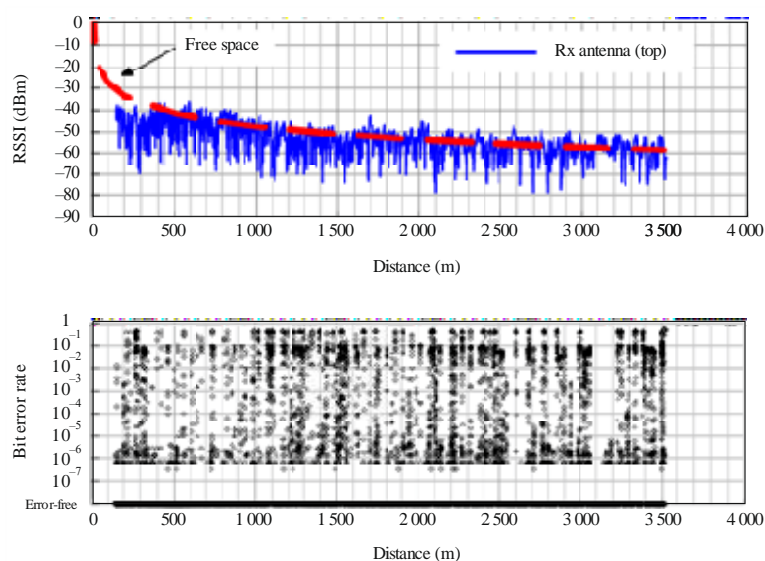 0
–10
–20
–30
–40
–50
–60
–70
–80
–90
RSSI (dBm)
Free space
Rx antenna (top)
0 500 1 000 1 500 2 000 2 500 3 000 3 500 4 000
Distance (m)
1
10⁻¹
10⁻²
10⁻³
10⁻⁴
10⁻⁵
10⁻⁶
10⁻⁷
Error-free
Bit error rate
0 500 1 000 1 500 2 000 2 500 3 000 3 500 4 000
Distance (m)